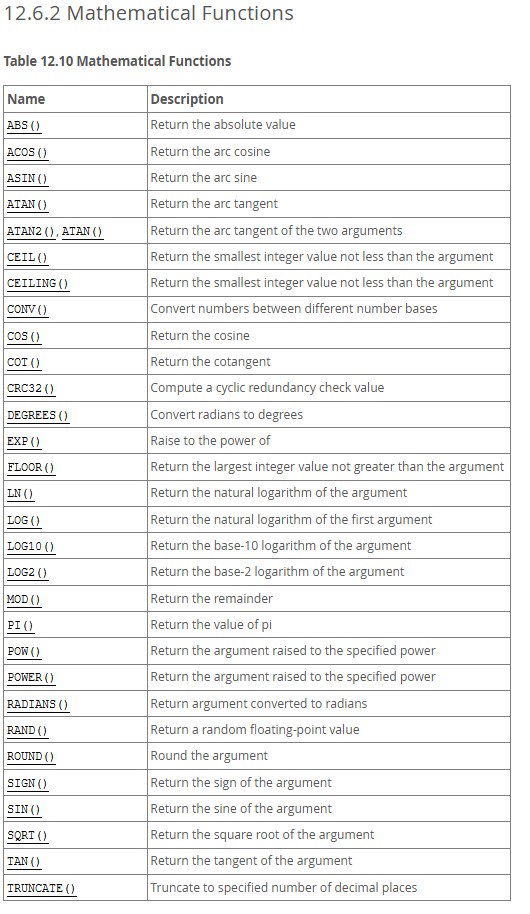 12.6.2 Mathematical Functions
Table 12.10 Mathematical Functions
Name Description
ABS() Return the absolute value
ACOS() Return the arc cosine
ASIN() Return the arc sine
ATAN() Return the arc tangent
ATAN2(), ATAN() Return the arc tangent of the two arguments
CEIL() Return the smallest integer value not less than the argument
CEILING() Return the smallest integer value not less than the argument
CONV() Convert numbers between different number bases
COS() Return the cosine
COT() Return the cotangent
CRC32() Compute a cyclic redundancy check value
DEGREES() Convert radians to degrees
EXP() Raise to the power of
FLOOR() Return the largest integer value not greater than the argument
LN() Return the natural logarithm of the argument
LOG() Return the natural logarithm of the first argument
LOG10() Return the base-10 logarithm of the argument
LOG2() Return the base-2 logarithm of the argument
MOD() Return the remainder
PI() Return the value of pi
POW() Return the argument raised to the specified power
POWER() Return the argument raised to the specified power
RADIANS() Return argument converted to radians
RAND() Return a random floating-point value
ROUND() Round the argument
SIGN() Return the sign of the argument
SIN() Return the sine of the argument
SQRT() Return the square root of the argument
TAN() Return the tangent of the argument
TRUNCATE() Truncate to specified number of decimal places